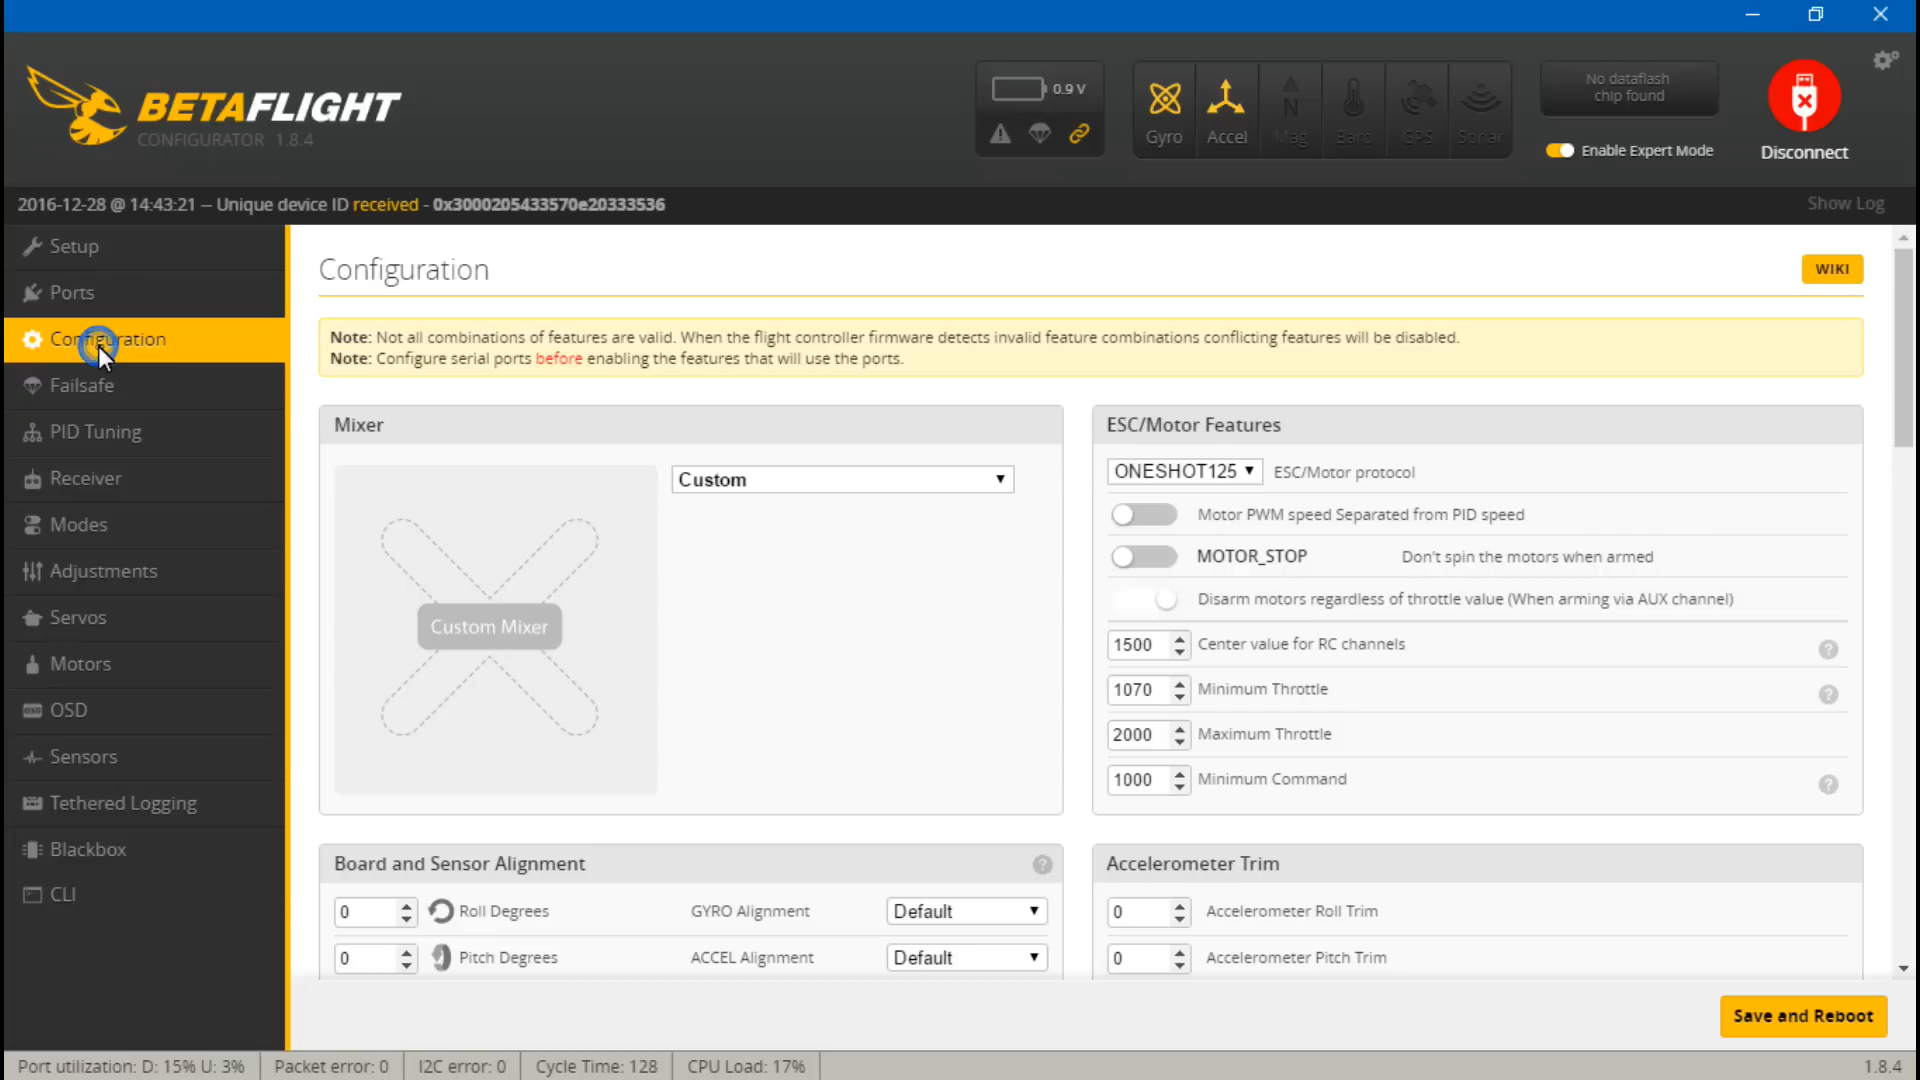 BETAFLIGHT
CONFIGURATOR 1.8.4
0.9 V
Gyro
Accel
N
Mag
Baro
GPS
Sonar
No dataflash
chip found
Enable Expert Mode
Disconnect
2016-12-28 @ 14:43:21 -- Unique device ID received - 0x3000205433570e20333536
Show Log
Setup
Ports
Configuration
Failsafe
PID Tuning
Receiver
Modes
Adjustments
Servos
Motors
OSD
Sensors
Tethered Logging
Blackbox
CLI
Configuration
WIKI
Note: Not all combinations of features are valid. When the flight controller firmware detects invalid feature combinations conflicting features will be disabled.
Note: Configure serial ports before enabling the features that will use the ports.
Mixer
Custom
Custom Mixer
ESC/Motor Features
ONESHOT125 ESC/Motor protocol
Motor PWM speed Separated from PID speed
MOTOR_STOP Don't spin the motors when armed
Disarm motors regardless of throttle value (When arming via AUX channel)
1500 Center value for RC channels ?
1070 Minimum Throttle ?
2000 Maximum Throttle
1000 Minimum Command ?
Board and Sensor Alignment ?
0 Roll Degrees GYRO Alignment Default
0 Pitch Degrees ACCEL Alignment Default
Accelerometer Trim
0 Accelerometer Roll Trim
0 Accelerometer Pitch Trim
Save and Reboot
Port utilization: D: 15% U: 3% Packet error: 0 I2C error: 0 Cycle Time: 128 CPU Load: 17% 1.8.4